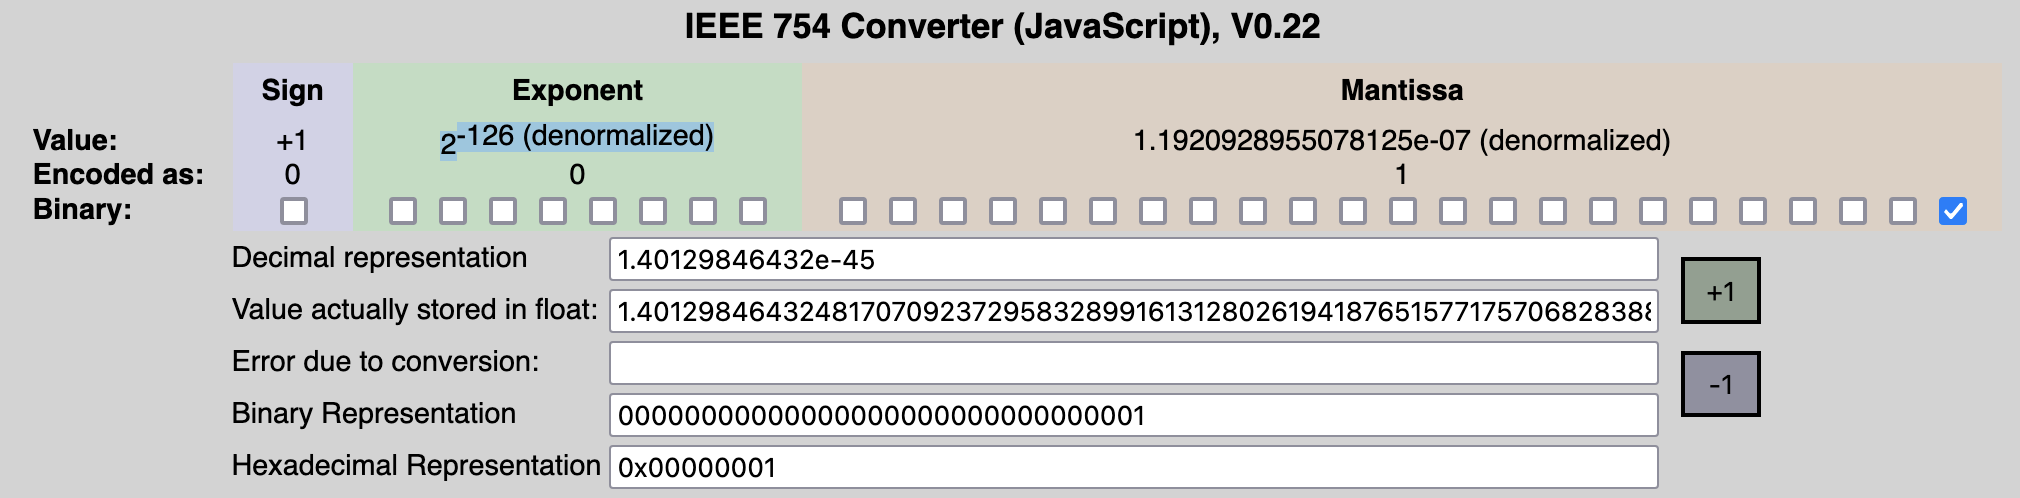 IEEE 754 Converter (JavaScript), V0.22
Sign Exponent Mantissa
Value: +1 2-126 (denormalized) 1.1920928955078125e-07 (denormalized)
Encoded as: 0 0 1
Binary:
Decimal representation 1.40129846432e-45
Value actually stored in float: 1.40129846432481707092372958328991613128026194187651577175706828388
+1
Error due to conversion:
-1
Binary Representation 00000000000000000000000000000001
Hexadecimal Representation 0x00000001